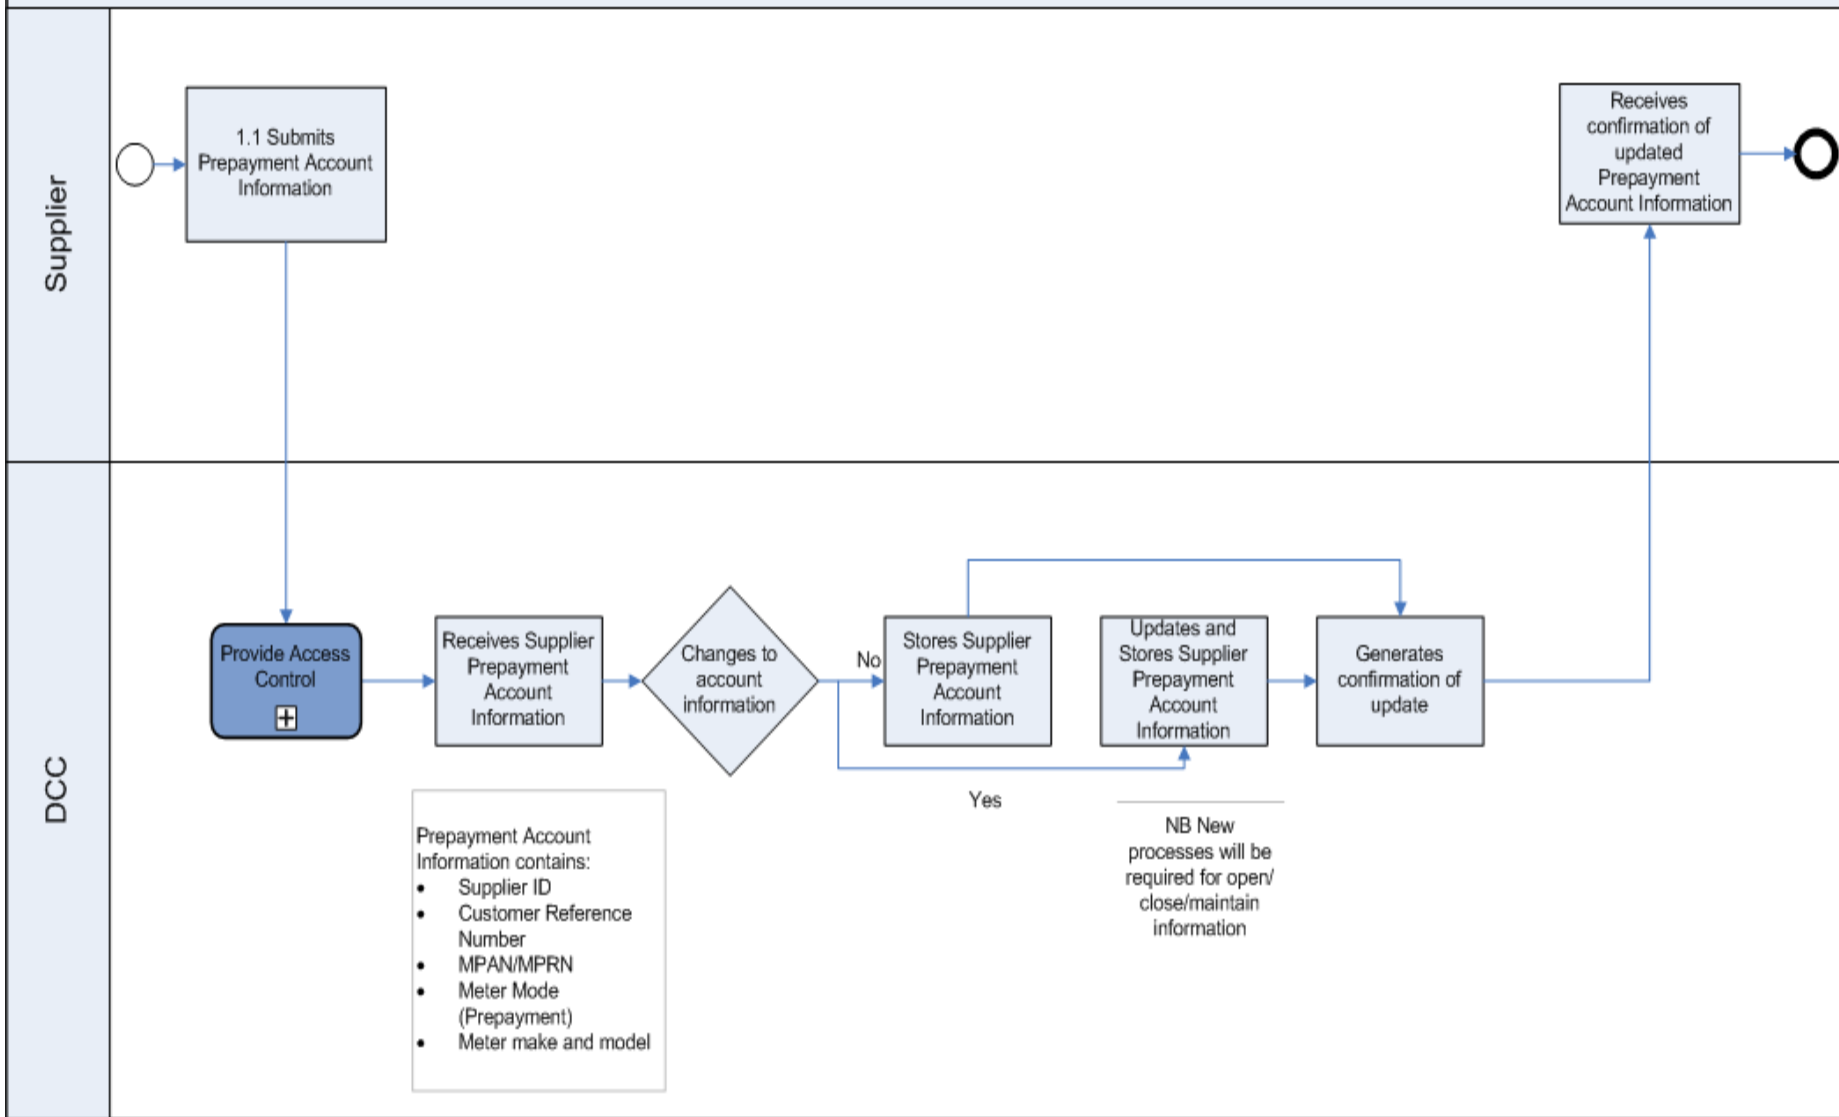 Supplier
1.1 Submits
Prepayment Account
Information
Receives
confirmation of
updated
Prepayment
Account Information
DCC
Provide Access
Control
Receives Supplier
Prepayment
Account
Information
Changes to
account
information
No
Stores Supplier
Prepayment
Account
Information
Updates and
Stores Supplier
Prepayment
Account
Information
Generates
confirmation of
update
Yes
Prepayment Account
Information contains:
• Supplier ID
• Customer Reference
Number
• MPAN/MPRN
• Meter Mode
(Prepayment)
• Meter make and model
NB New
processes will be
required for open/
close/maintain
information